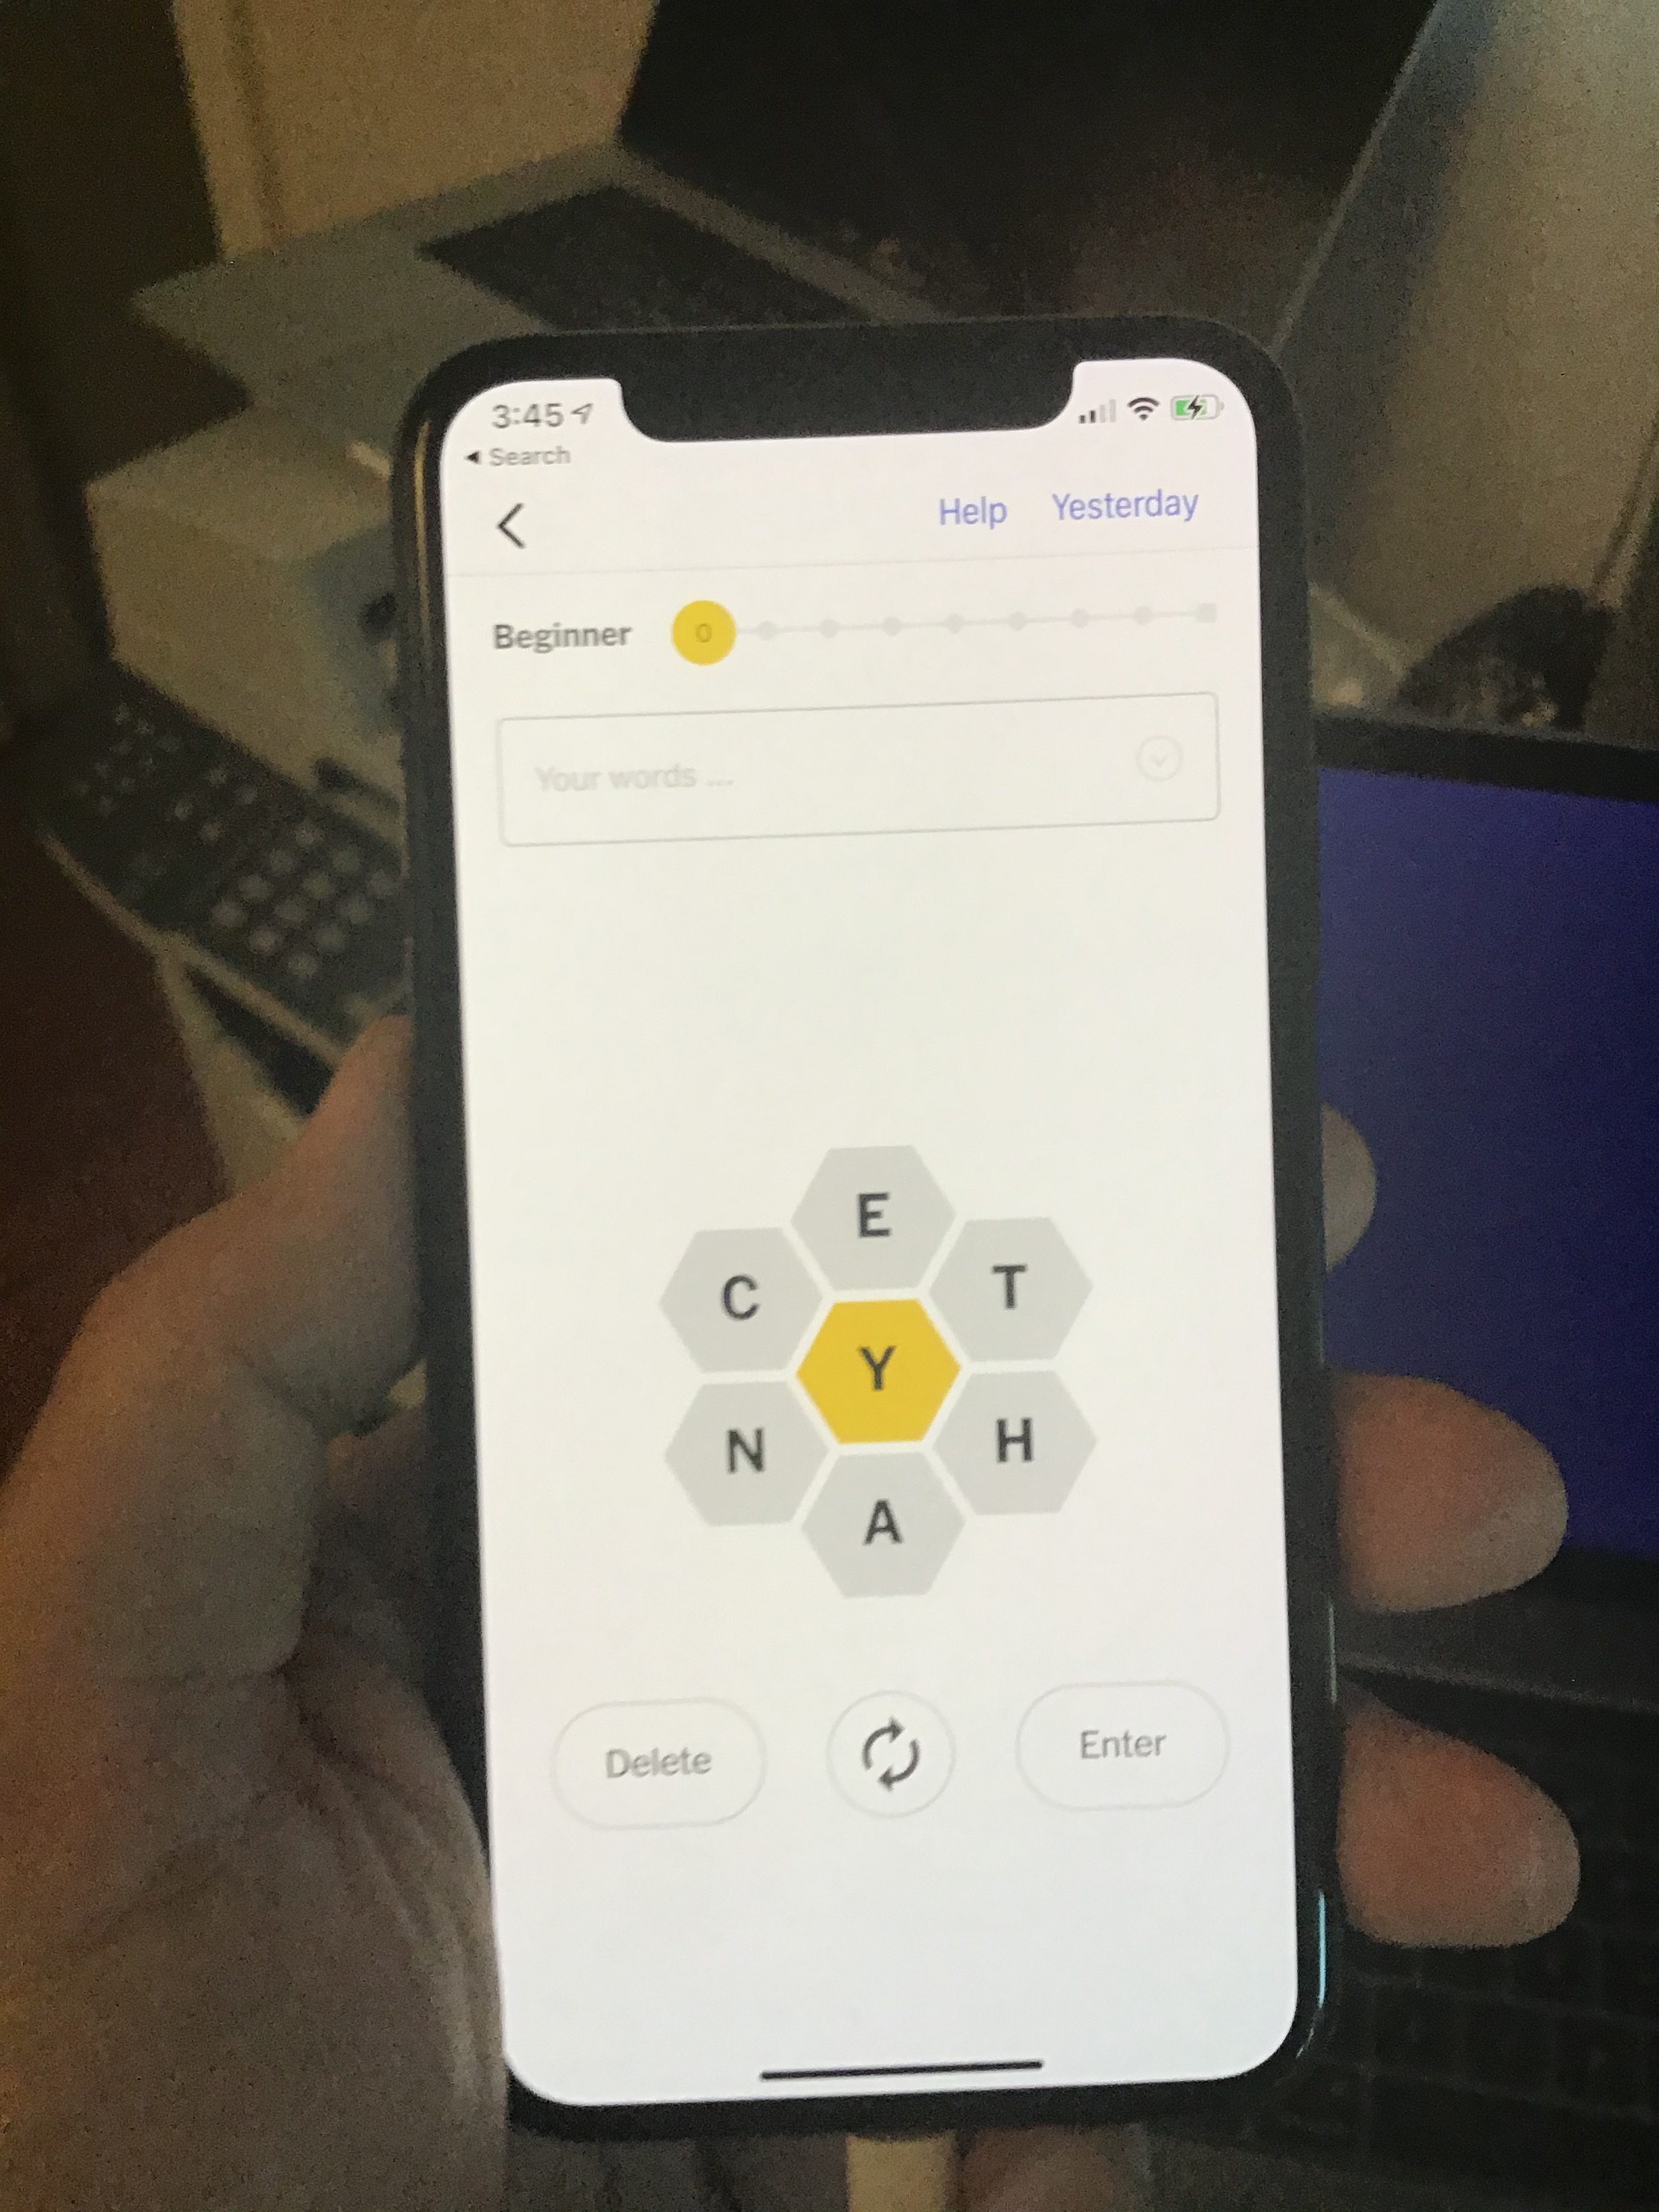 3:45
◀ Search
Help Yesterday
Beginner 0
Your words ...
E
C T
Y
N H
A
Delete Enter